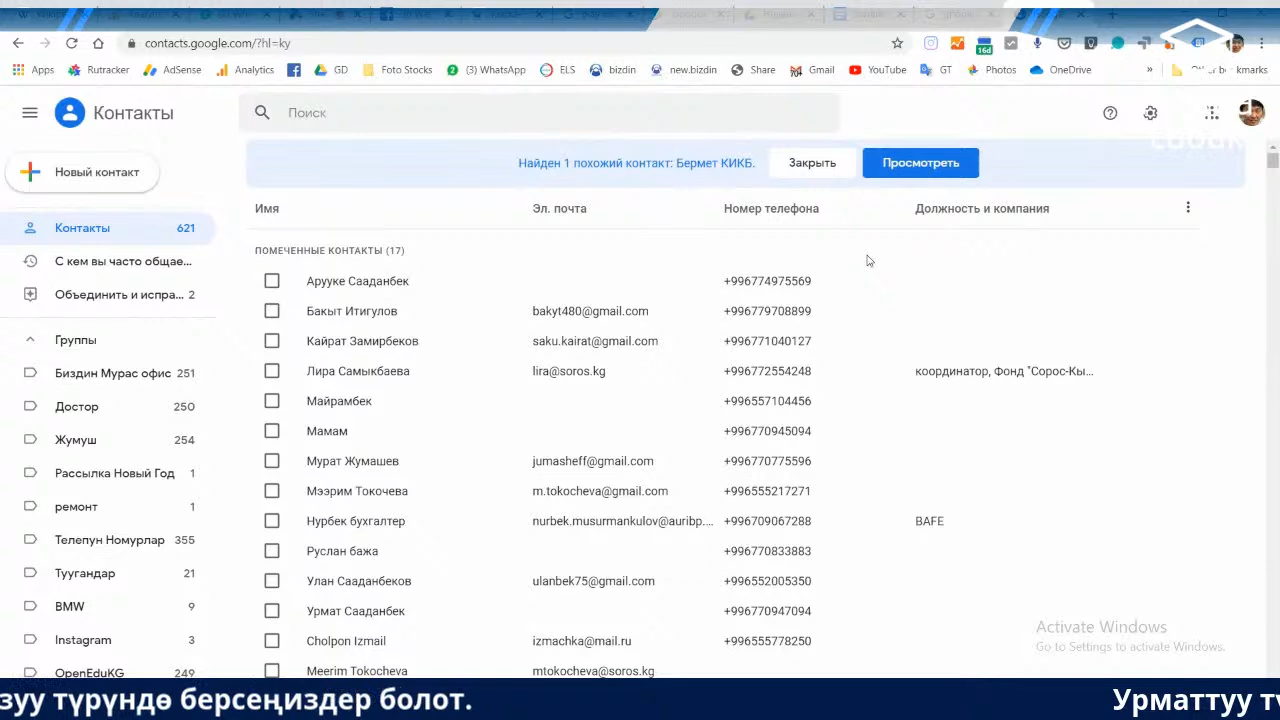 contacts.google.com/?hl=ky
16d
Apps Rutracker AdSense Analytics GD Foto Stocks (3) WhatsApp ELS bizdin new.bizdin Share Gmail YouTube GT Photos OneDrive »
Контакты
Поиск
Новый контакт
Найден 1 похожий контакт: Бермет КИКБ. Закрыть Просмотреть
Имя Эл. почта Номер телефона Должность и компания
Контакты 621
С кем вы часто общае...
Объединить и испра... 2
Группы
Биздин Мурас офис 251
Достор 250
Жумуш 254
Рассылка Новый Год 1
ремонт 1
Телепун Номурлар 355
Туугандар 21
BMW 9
Instagram 3
OpenEduKG 249
ПОМЕЧЕННЫЕ КОНТАКТЫ (17)
Арууке Сааданбек +996774975569
Бакыт Итигулов bakyt480@gmail.com +996779708899
Кайрат Замирбеков saku.kairat@gmail.com +996771040127
Лира Самыкбаева lira@soros.kg +996772554248 координатор, Фонд "Сорос-Кы...
Майрамбек +996557104456
Мамам +996770945094
Мурат Жумашев jumasheff@gmail.com +996770775596
Мээрим Токочева m.tokocheva@gmail.com +996555217271
Нурбек бухгалтер nurbek.musurmankulov@auribp.... +996709067288 BAFE
Руслан бажа +996770833883
Улан Сааданбеков ulanbek75@gmail.com +996552005350
Урмат Сааданбек +996770947094
Cholpon Izmail izmachka@mail.ru +996555778250
Meerim Tokocheva mtokocheva@soros.kg
Activate Windows
Go to Settings to activate Windows.
зуу түрүндө берсеңиздер болот. Урматтуу